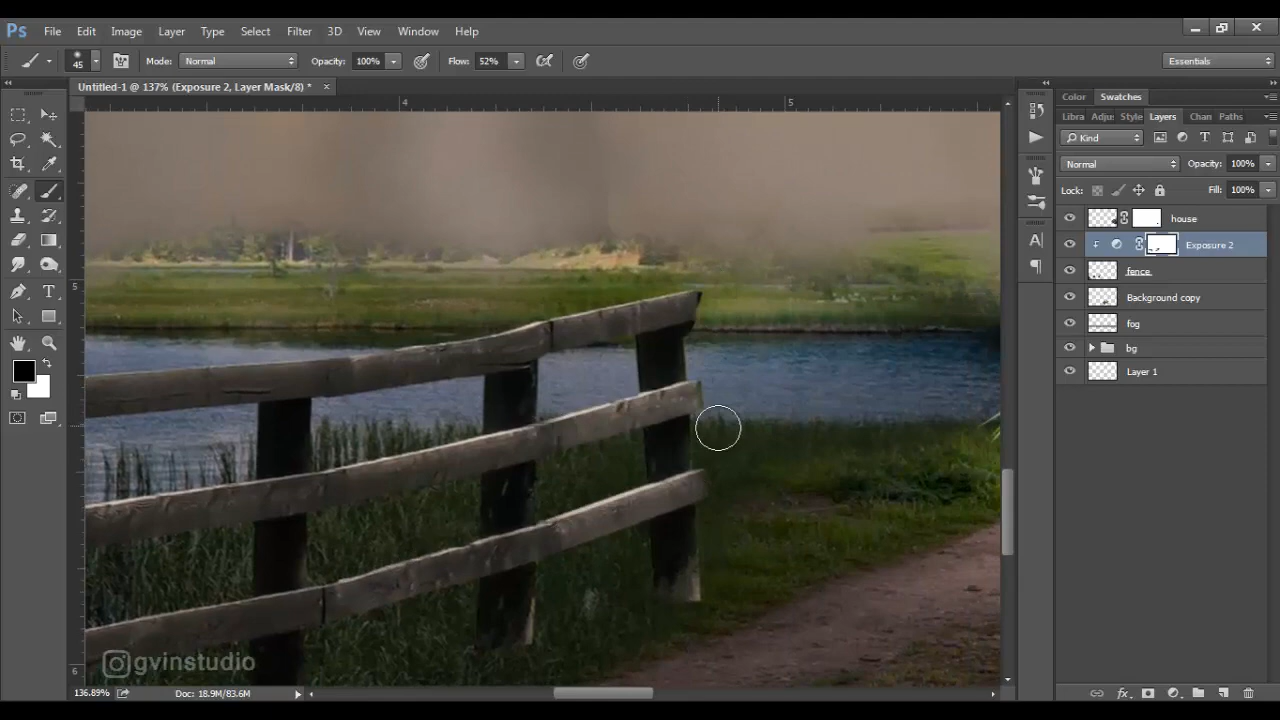 Ps File Edit Image Layer Type Select Filter 3D View Window Help
45 Mode: Normal Opacity: 100% Flow: 52% Essentials
Untitled-1 @ 137% (Exposure 2, Layer Mask/8) *
4 5
Color Swatches
Libra Adju Style Layers Chan Paths
Kind
Normal Opacity: 100%
Lock: Fill: 100%
house
Exposure 2
fence
Background copy
fog
bg
Layer 1
5
6
gvinstudio
136.89% Doc: 18.9M/83.6M